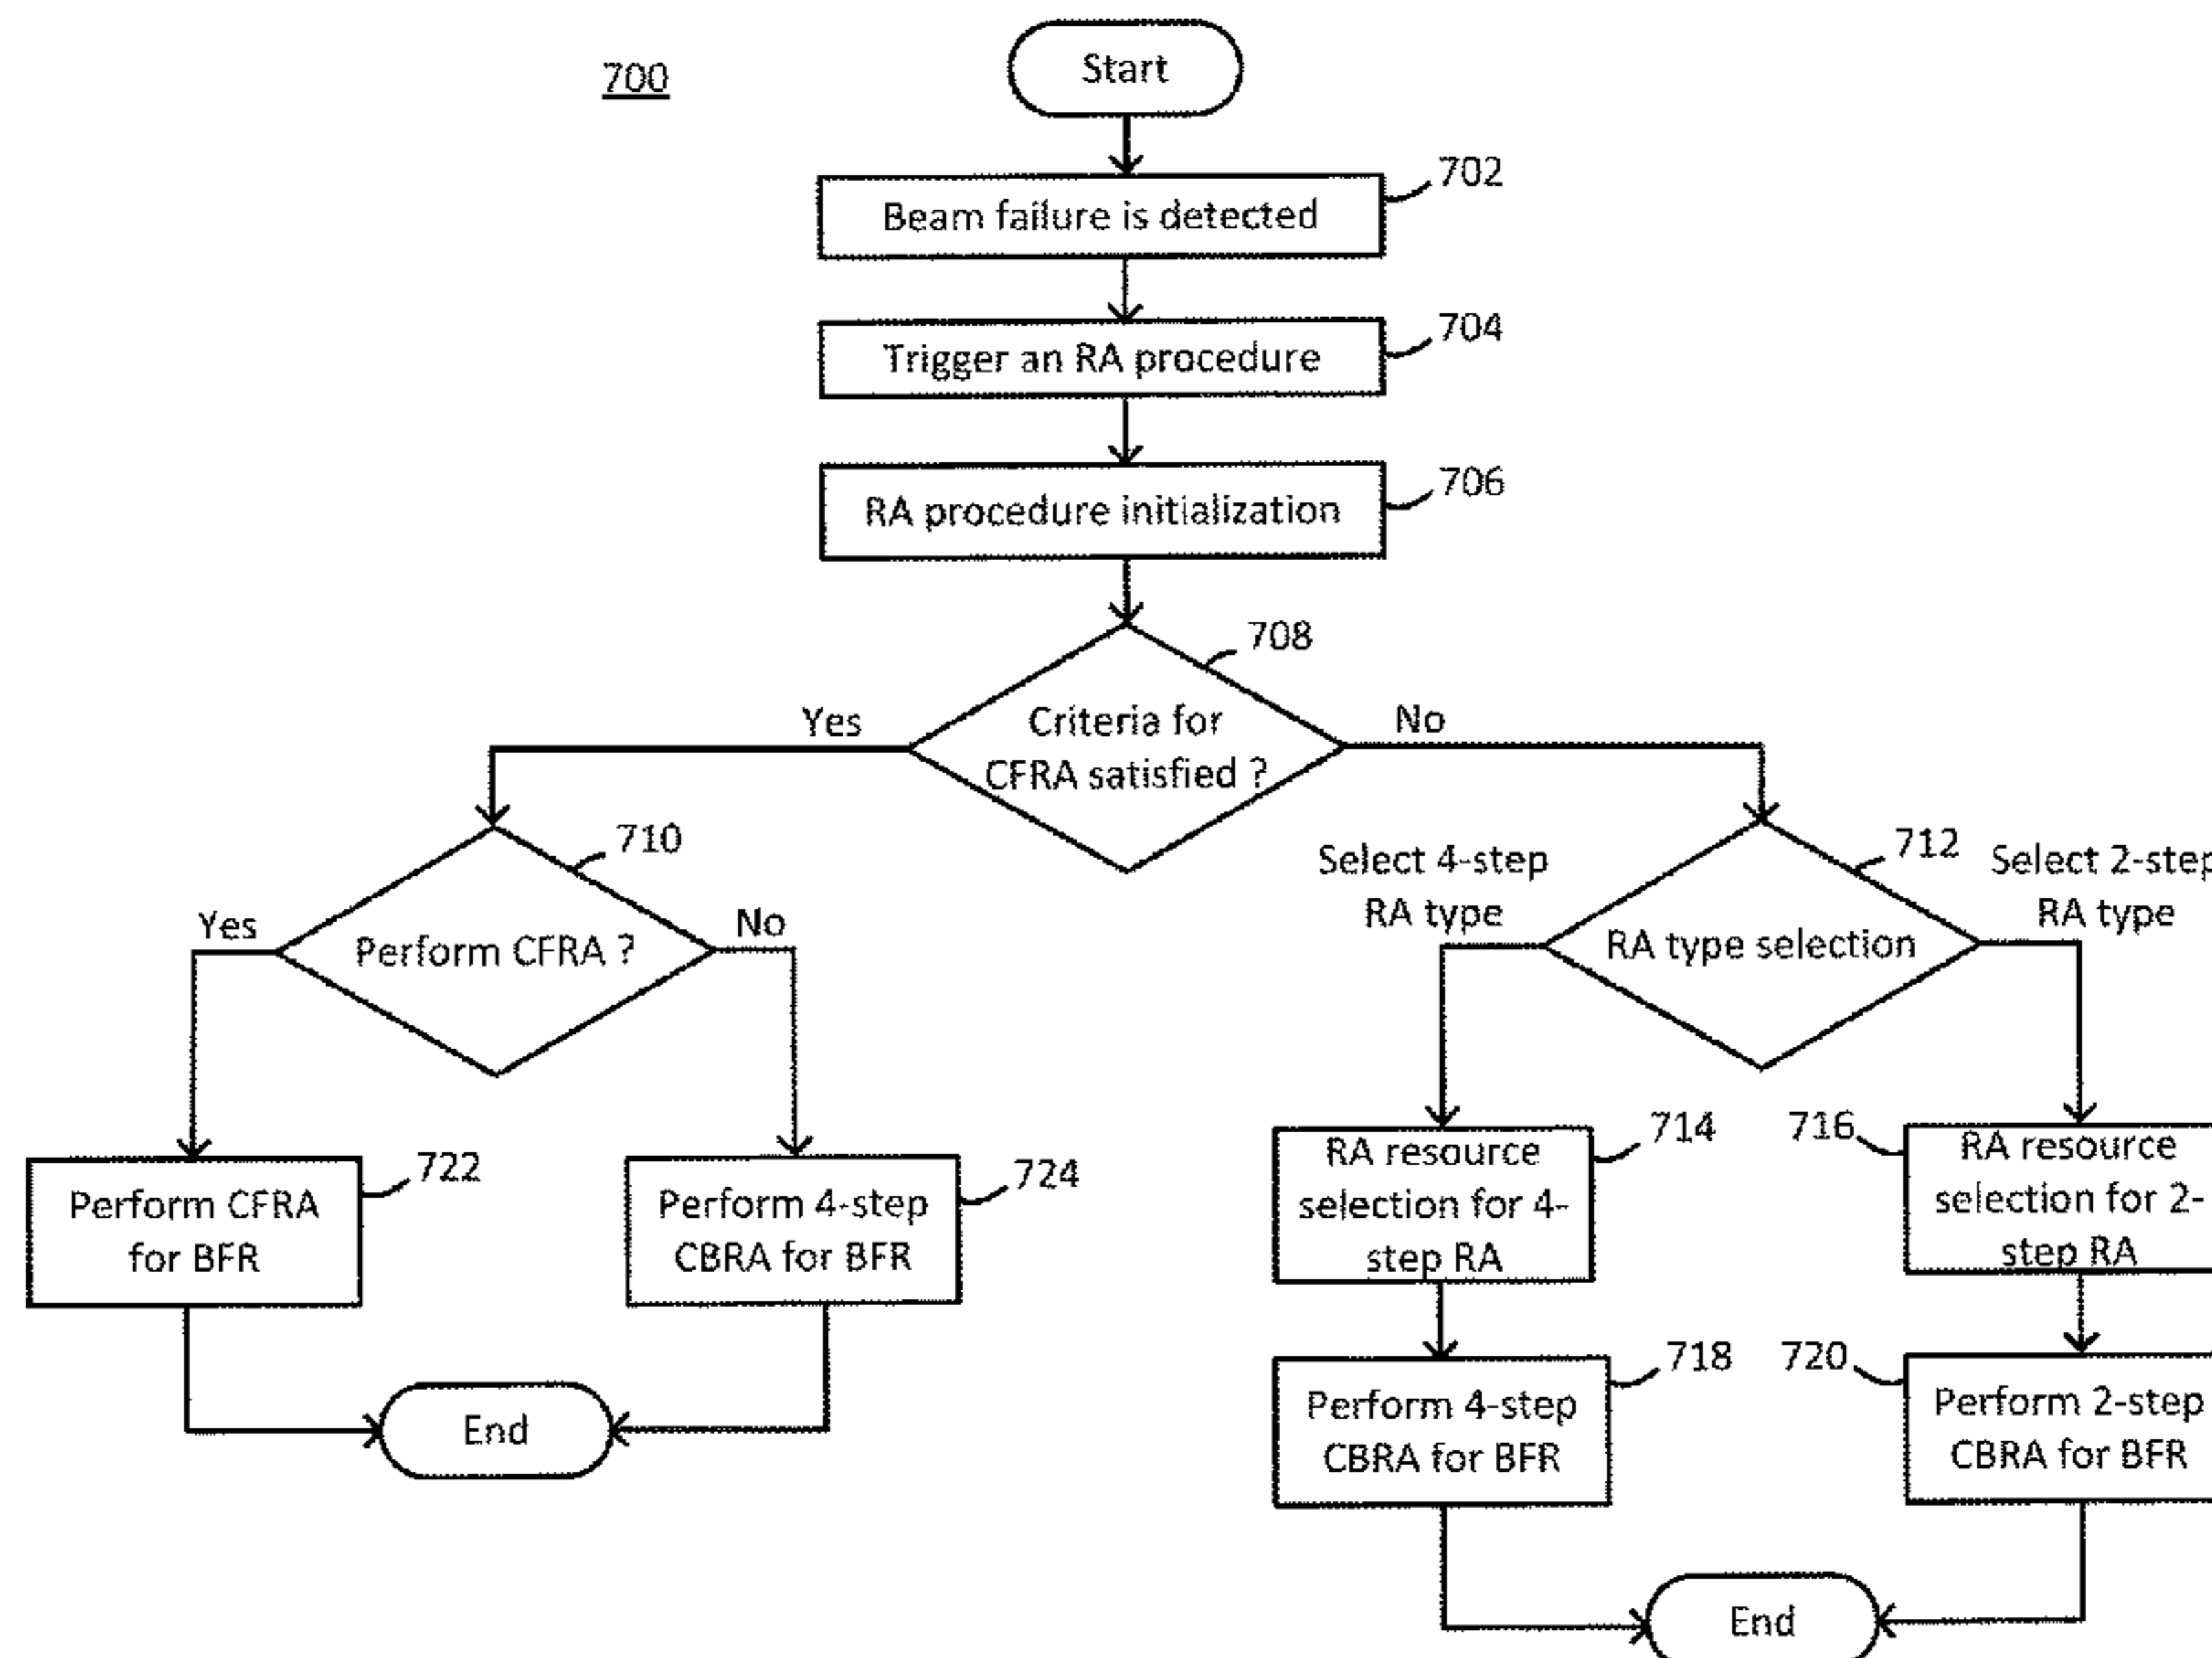 700
Start
702
Beam failure is detected
704
Trigger an RA procedure
706
RA procedure initialization
708
Criteria for
CFRA satisfied ?
Yes
No
710
Perform CFRA ?
Yes
No
712
RA type selection
Select 4-step
RA type
Select 2-step
RA type
722
Perform CFRA
for BFR
724
Perform 4-step
CBRA for BFR
714
RA resource
selection for 4-
step RA
716
RA resource
selection for 2-
step RA
718
Perform 4-step
CBRA for BFR
720
Perform 2-step
CBRA for BFR
End
End